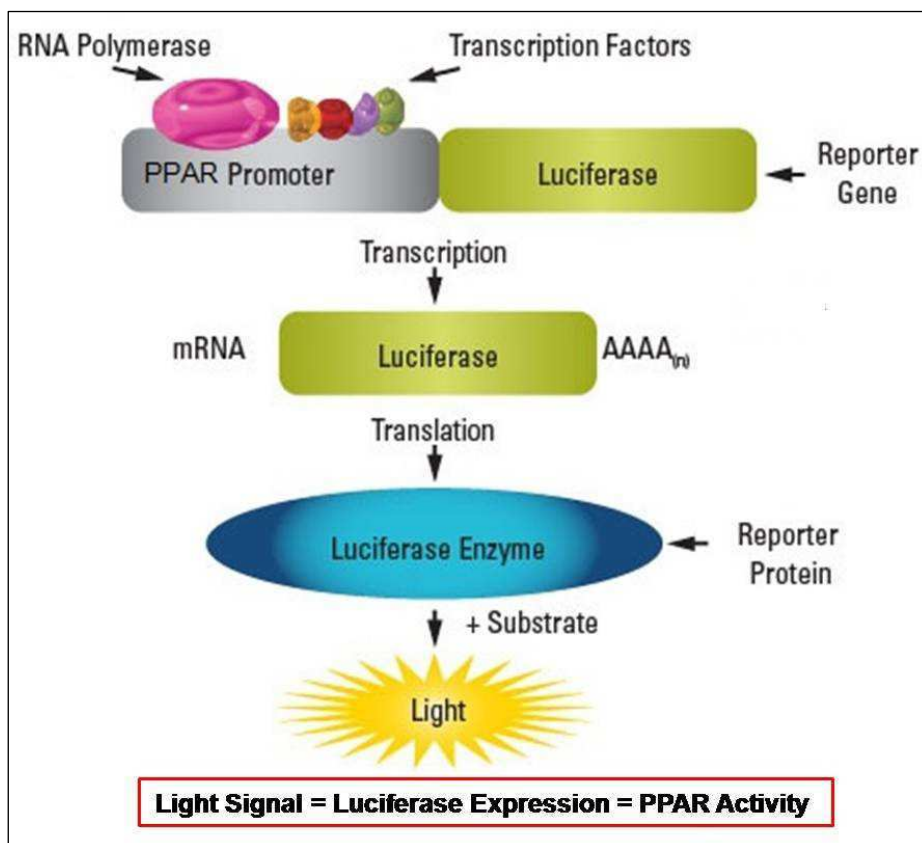 RNA Polymerase
Transcription Factors
PPAR Promoter
Luciferase
Reporter
Gene
Transcription
mRNA
Luciferase
AAAA(n)
Translation
Luciferase Enzyme
Reporter
Protein
+ Substrate
Light
Light Signal = Luciferase Expression = PPAR Activity